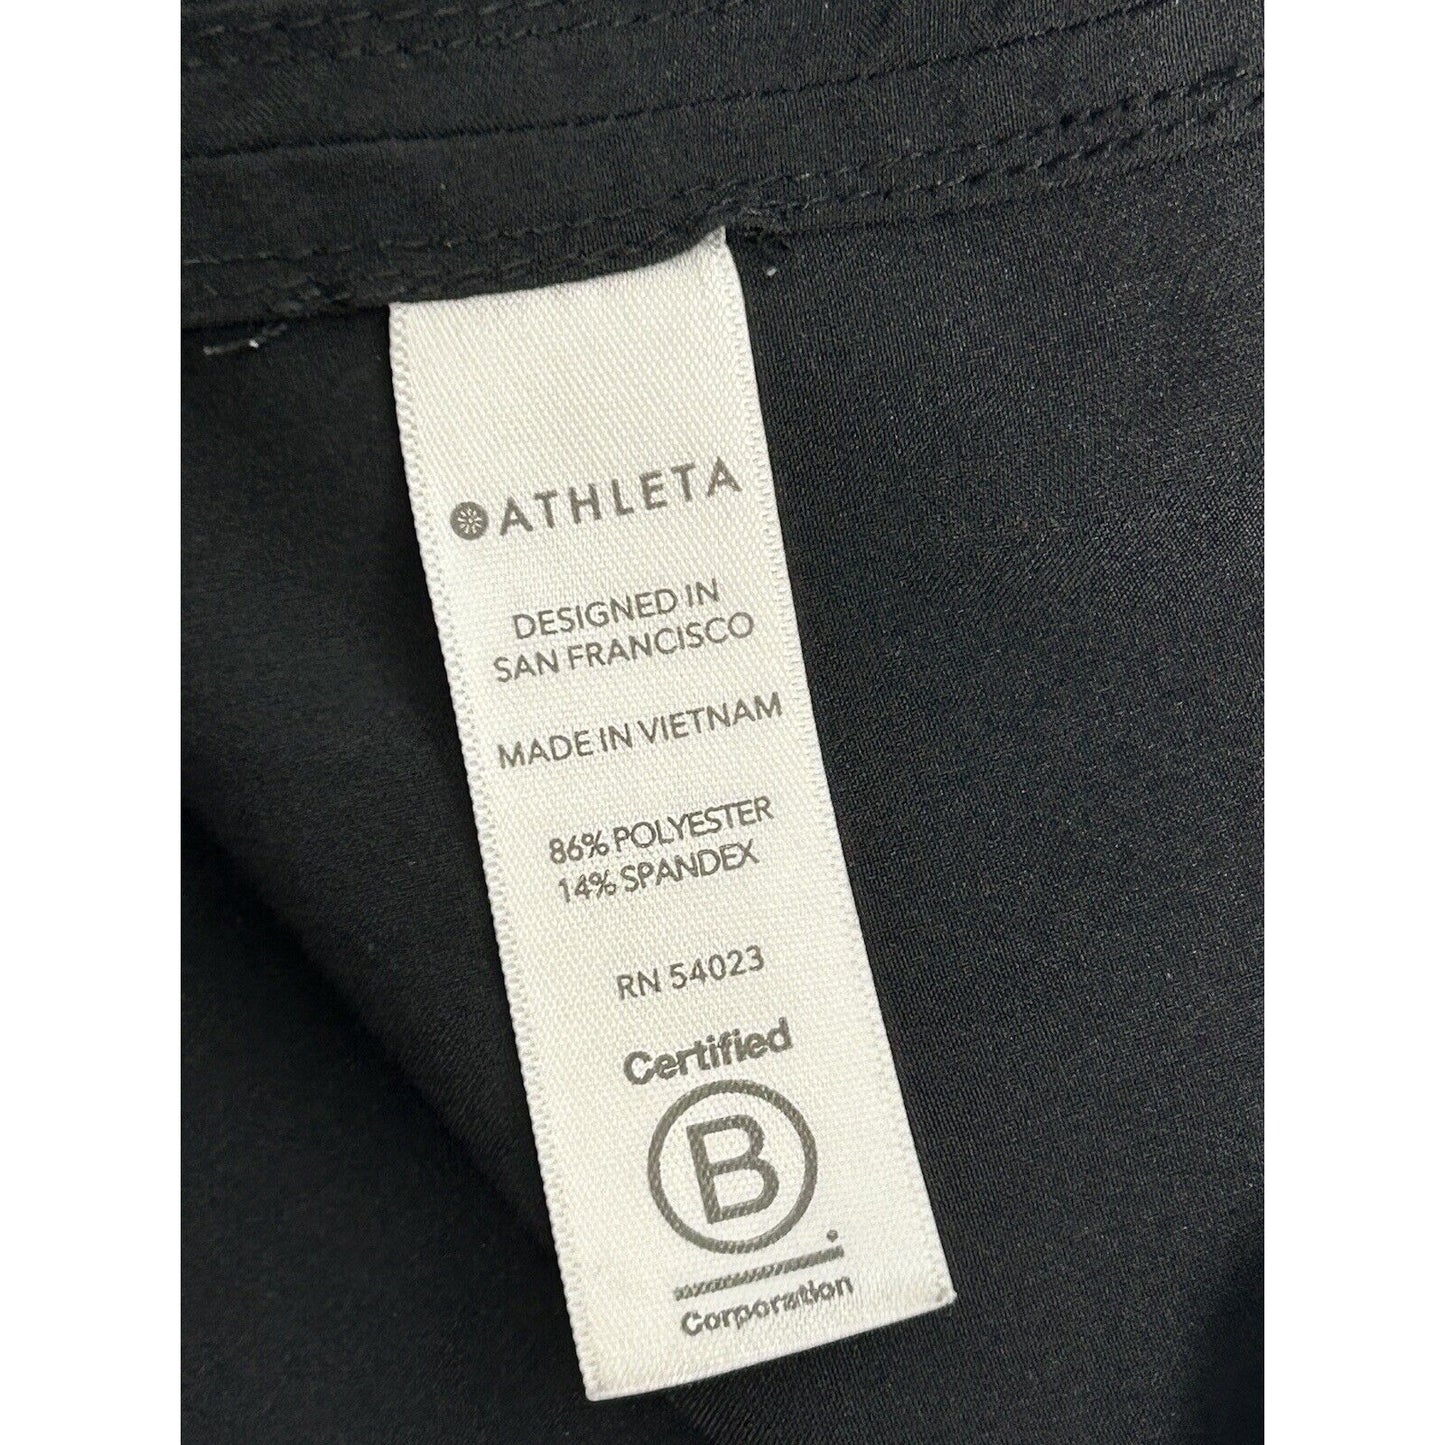 ATHLETA
DESIGNED IN
SAN FRANCISCO
MADE IN VIETNAM
86% POLYESTER
14% SPANDEX
RN 54023
Certified
B
Corporation